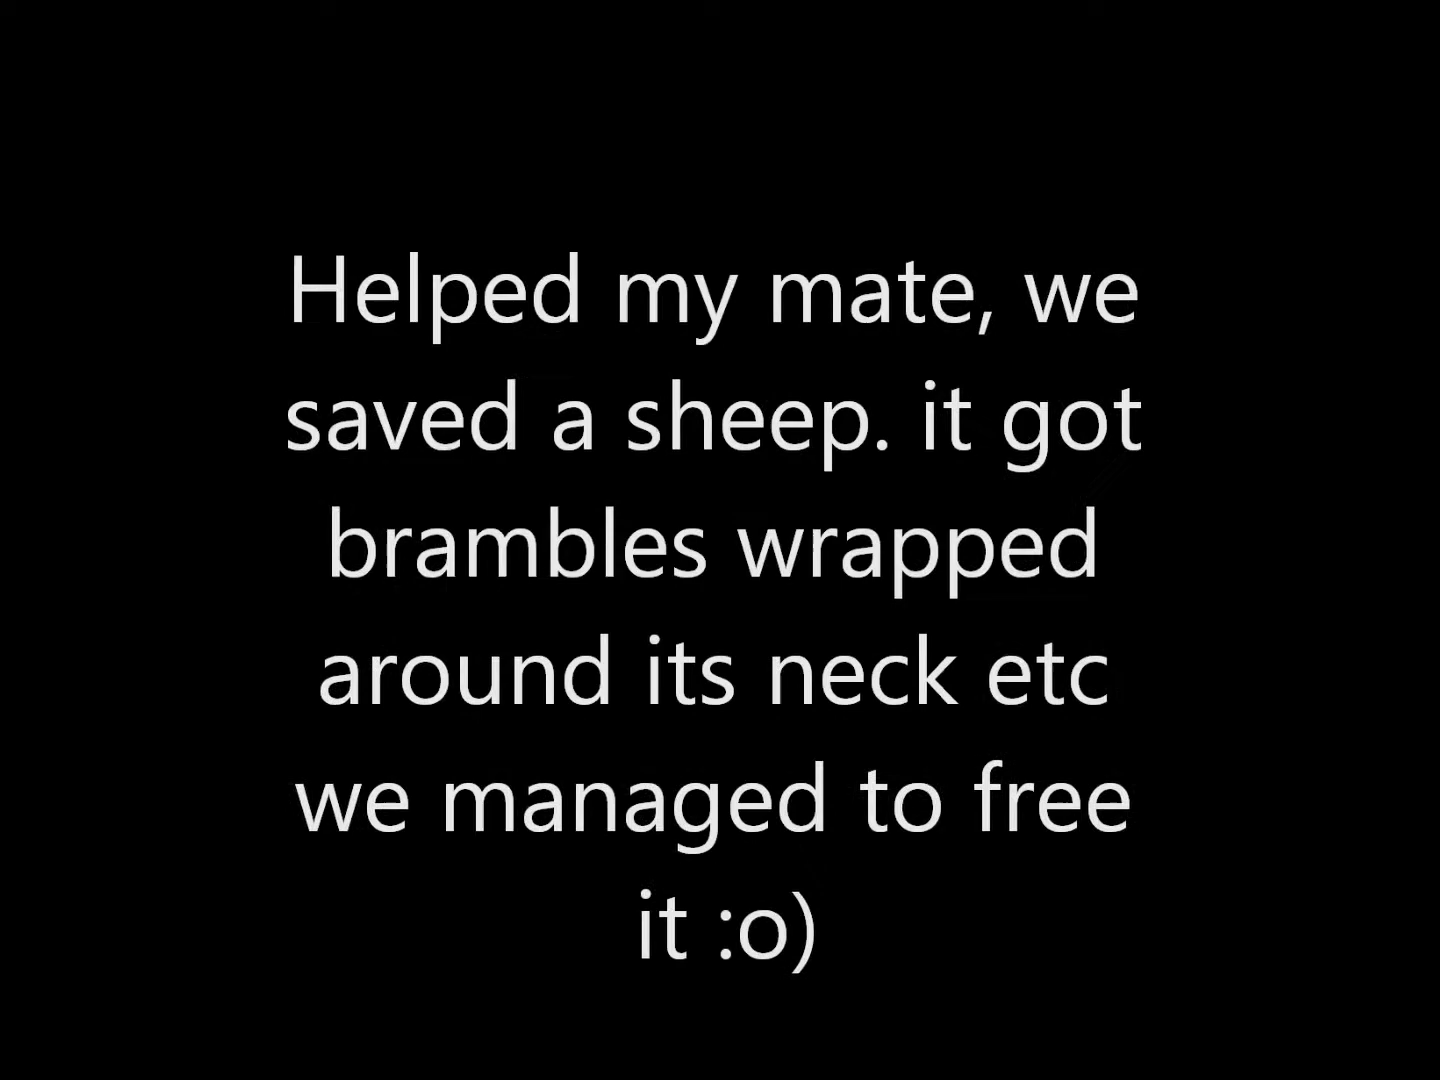 Helped my mate, we
saved a sheep. it got
brambles wrapped
around its neck etc
we managed to free
it :o)